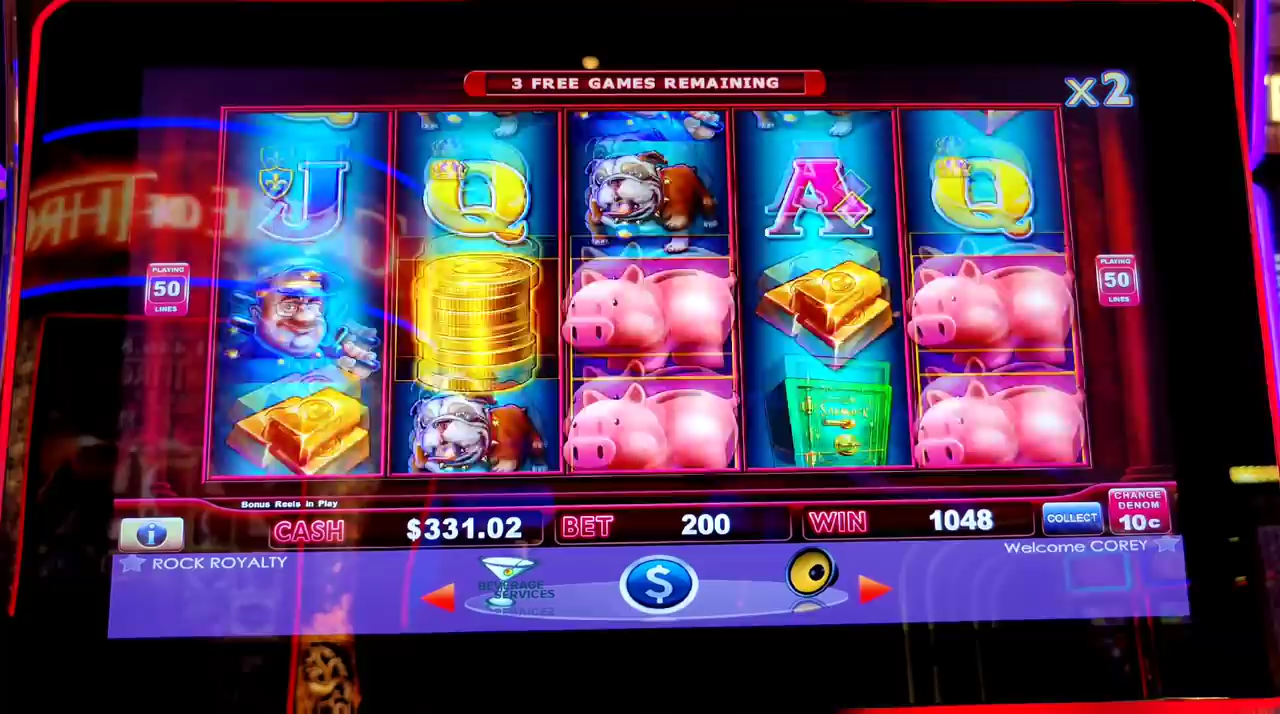 3 FREE GAMES REMAINING
x2
J
Q
A
Q
PLAYING
50
LINES
PLAYING
50
LINES
Bonus Reels in Play
CASH $331.02 BET 200 WIN 1048 COLLECT
CHANGE
DENOM
10¢
ROCK ROYALTY
Welcome COREY
BEVERAGE
SERVICES
$